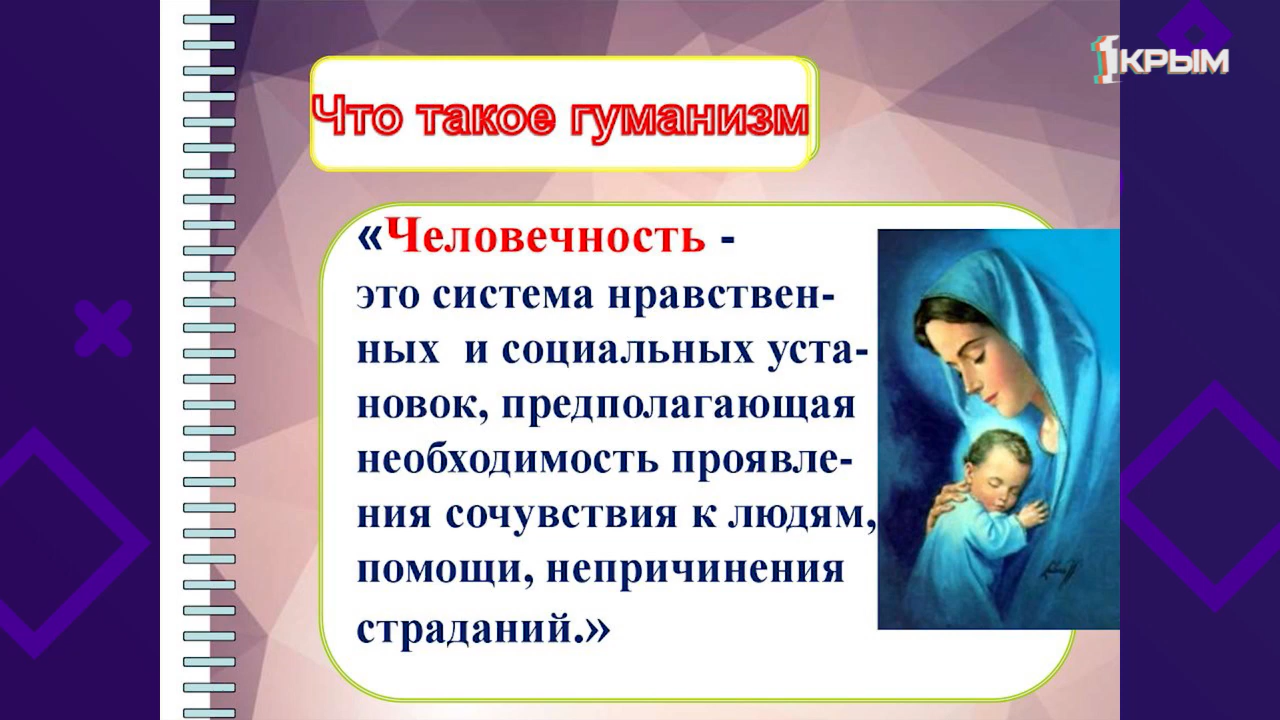 1КРЫМ
Что такое гуманизм
«Человечность -
это система нравствен-
ных и социальных уста-
новок, предполагающая
необходимость проявле-
ния сочувствия к людям,
помощи, непричинения
страданий.»